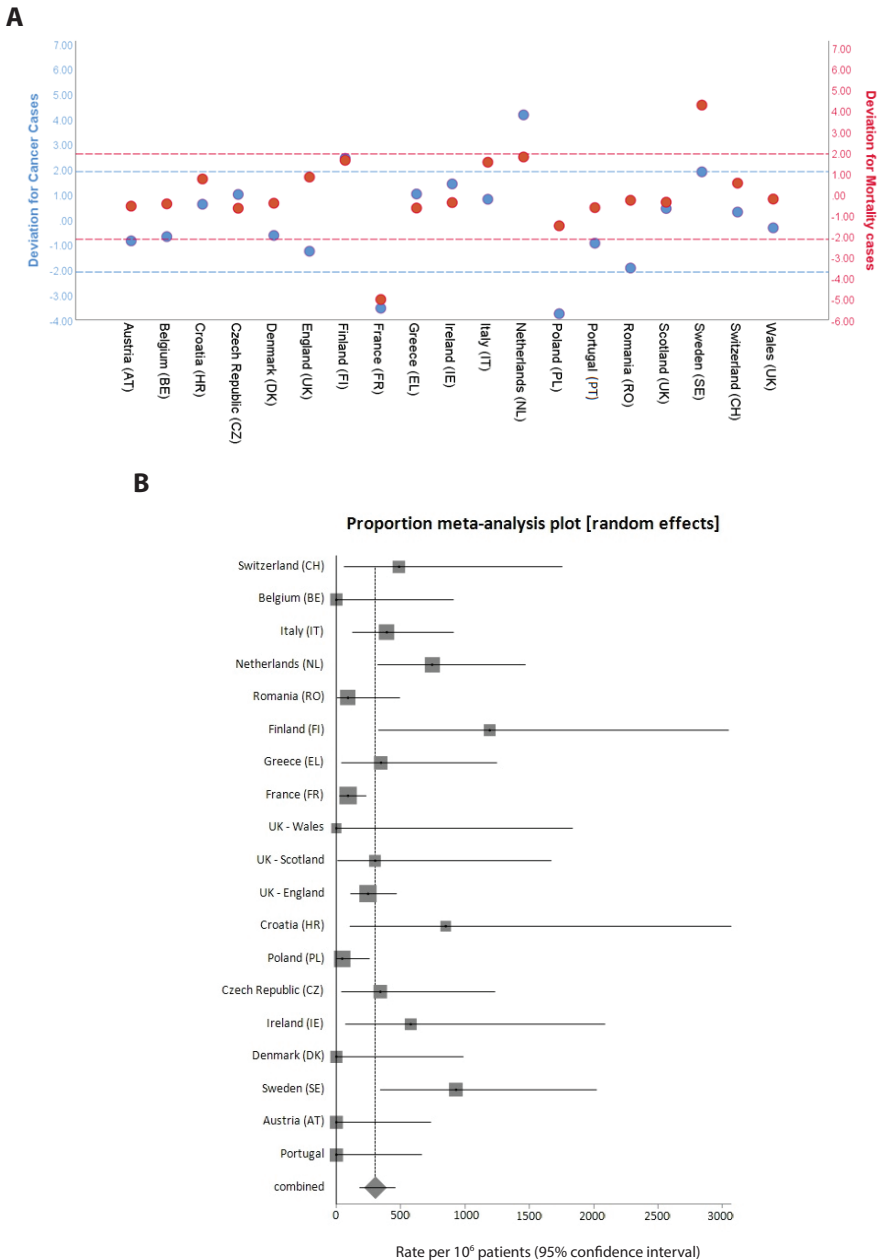 A
7.00
6.00
5.00
4.00
3.00
2.00
1.00
.00
-1.00
-2.00
-3.00
-4.00
Deviation for Cancer Cases
7.00
6.00
5.00
4.00
3.00
2.00
1.00
.00
-1.00
-2.00
-3.00
-4.00
-5.00
-6.00
Deviation for Mortality cases
Austria (AT)
Belgium (BE)
Croatia (HR)
Czech Republic (CZ)
Denmark (DK)
England (UK)
Finland (FI)
France (FR)
Greece (EL)
Ireland (IE)
Italy (IT)
Netherlands (NL)
Poland (PL)
Portugal (PT)
Romania (RO)
Scotland (UK)
Sweden (SE)
Switzerland (CH)
Wales (UK)
B
Proportion meta-analysis plot [random effects]
Switzerland (CH)
Belgium (BE)
Italy (IT)
Netherlands (NL)
Romania (RO)
Finland (FI)
Greece (EL)
France (FR)
UK - Wales
UK - Scotland
UK - England
Croatia (HR)
Poland (PL)
Czech Republic (CZ)
Ireland (IE)
Denmark (DK)
Sweden (SE)
Austria (AT)
Portugal
combined
0 500 1000 1500 2000 2500 3000
Rate per 10⁶ patients (95% confidence interval)